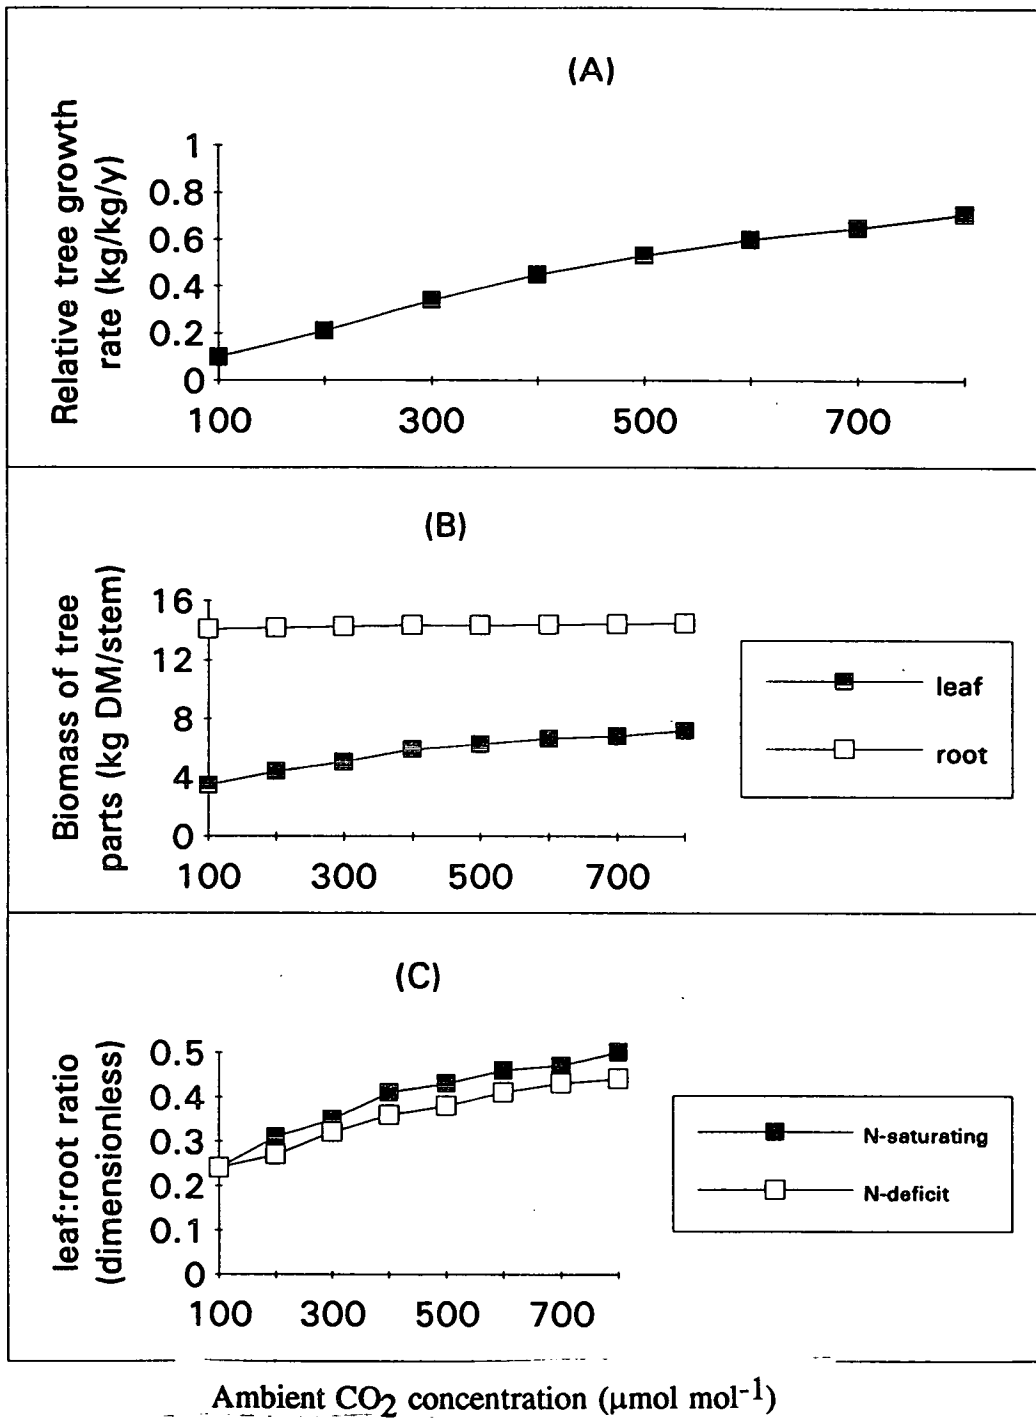 (A)
Relative tree growth
rate (kg/kg/y)
1
0.8
0.6
0.4
0.2
0
100 300 500 700
(B)
Biomass of tree
parts (kg DM/stem)
16
12
8
4
0
100 300 500 700
leaf
root
(C)
leaf:root ratio
(dimensionless)
0.5
0.4
0.3
0.2
0.1
0
100 300 500 700
N-saturating
N-deficit
Ambient CO₂ concentration (μmol mol⁻¹)